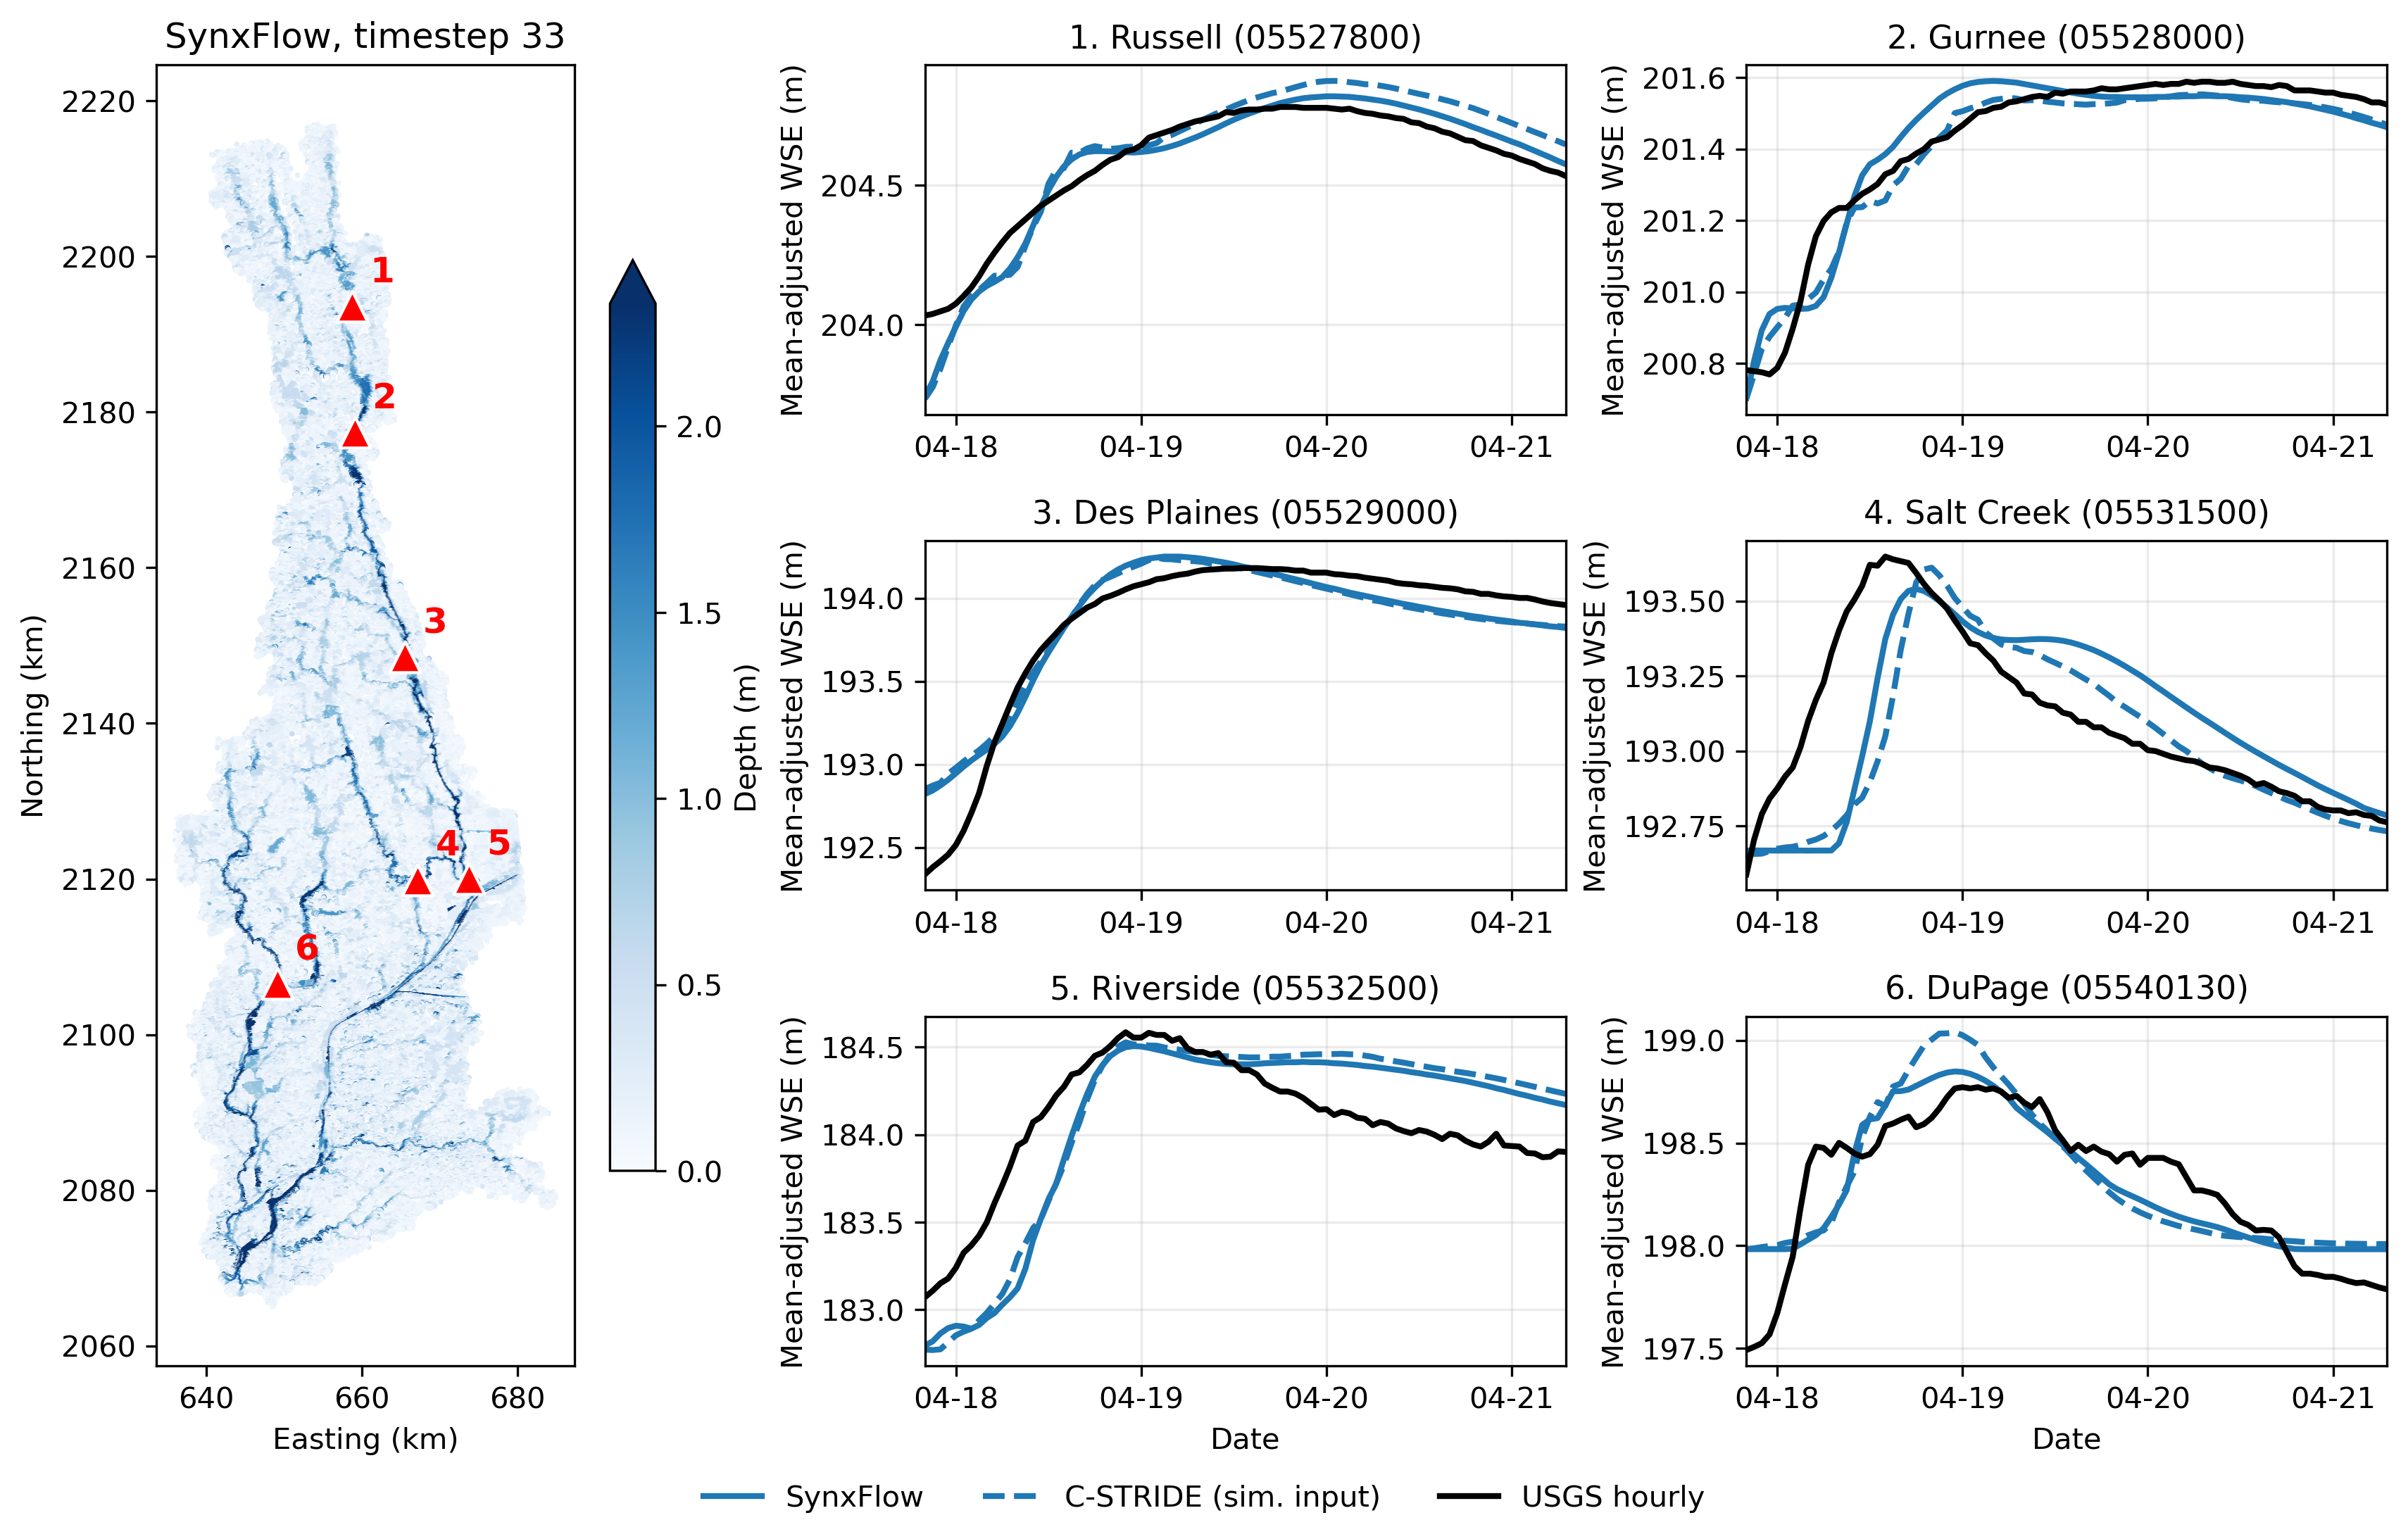 SynxFlow, timestep 33
2220
2200
2180
2160
2140
2120
2100
2080
2060
Northing (km)
640 660 680
Easting (km)
1
2
3
4
5
6
2.0
1.5
1.0
0.5
0.0
Depth (m)
1. Russell (05527800)
Mean-adjusted WSE (m)
204.5
204.0
04-18 04-19 04-20 04-21
2. Gurnee (05528000)
Mean-adjusted WSE (m)
201.6
201.4
201.2
201.0
200.8
04-18 04-19 04-20 04-21
3. Des Plaines (05529000)
Mean-adjusted WSE (m)
194.0
193.5
193.0
192.5
04-18 04-19 04-20 04-21
4. Salt Creek (05531500)
Mean-adjusted WSE (m)
193.50
193.25
193.00
192.75
04-18 04-19 04-20 04-21
5. Riverside (05532500)
Mean-adjusted WSE (m)
184.5
184.0
183.5
183.0
04-18 04-19 04-20 04-21
Date
6. DuPage (05540130)
Mean-adjusted WSE (m)
199.0
198.5
198.0
197.5
04-18 04-19 04-20 04-21
Date
SynxFlow C-STRIDE (sim. input) USGS hourly